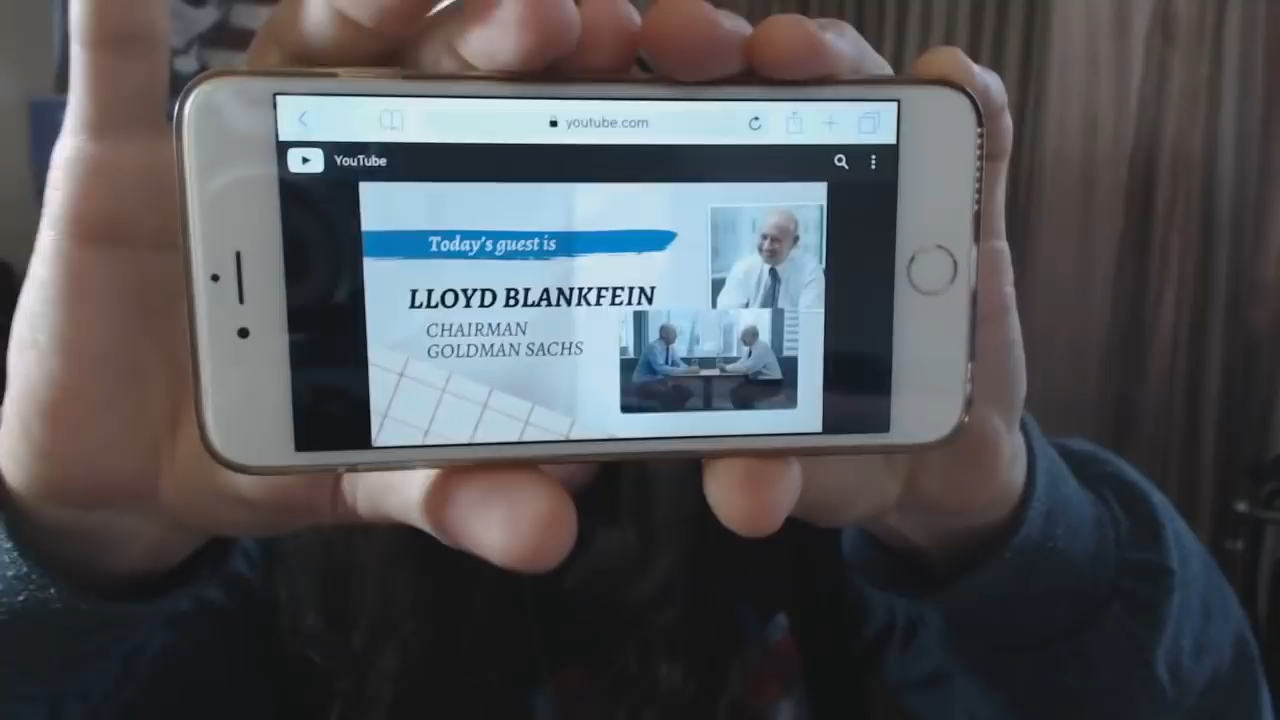 youtube.com
YouTube
Today's guest is
LLOYD BLANKFEIN
CHAIRMAN
GOLDMAN SACHS